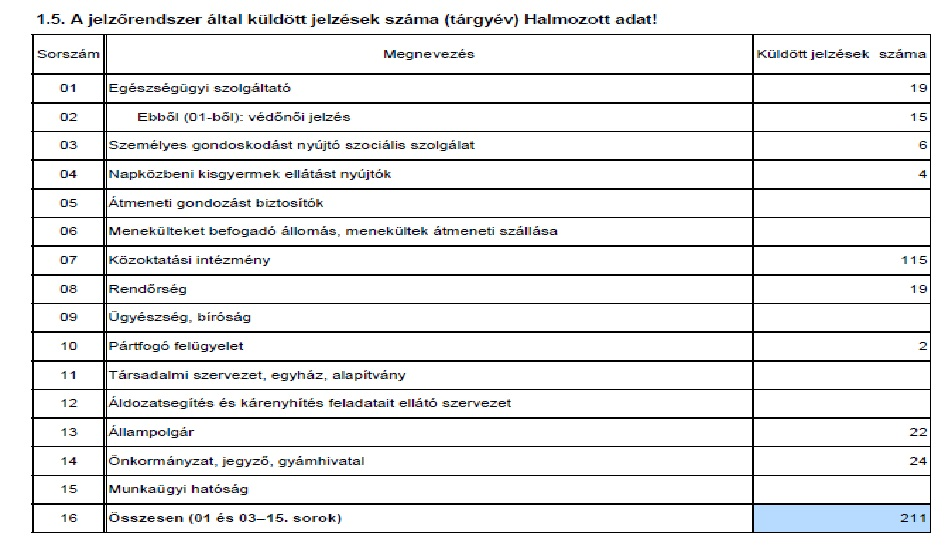 1.5. A jelzőrendszer által küldött jelzések száma (tárgyév) Halmozott adat!
Sorszám Megnevezés Küldött jelzések száma
01 Egészségügyi szolgáltató 19
02 Ebből (01-ből): védőnői jelzés 15
03 Személyes gondoskodást nyújtó szociális szolgálat 6
04 Napközbeni kisgyermek ellátást nyújtók 4
05 Átmeneti gondozást biztosítók
06 Menekülteket befogadó állomás, menekültek átmeneti szállása
07 Közoktatási intézmény 115
08 Rendőrség 19
09 Ügyészség, bíróság
10 Pártfogó felügyelet 2
11 Társadalmi szervezet, egyház, alapítvány
12 Áldozatsegítés és kárenyhítés feladatait ellátó szervezet
13 Állampolgár 22
14 Önkormányzat, jegyző, gyámhivatal 24
15 Munkaügyi hatóság
16 Összesen (01 és 03–15. sorok) 211